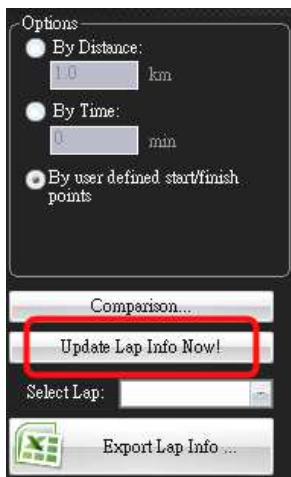 Options
By Distance:
1.0 km
By Time:
0 min
By user defined start/finish
points
Comparison...
Update Lap Info Now!
Select Lap:
Export Lap Info ...